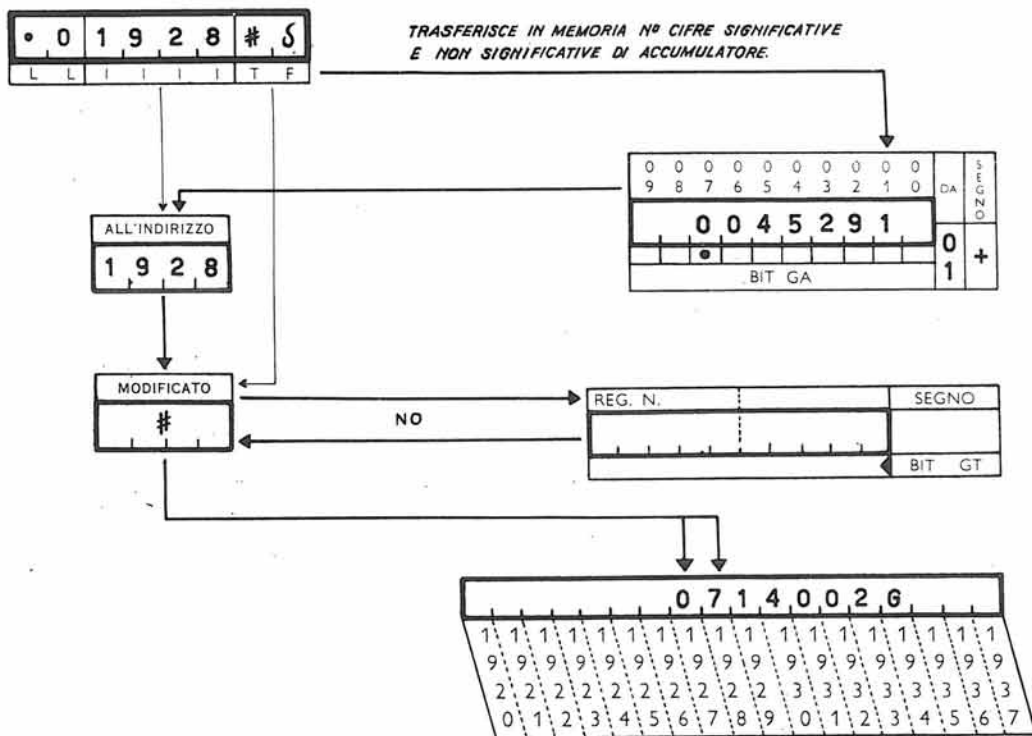 • 0 1 9 2 8 # δ
L L I I I I T F
TRASFERISCE IN MEMORIA Nº CIFRE SIGNIFICATIVE
E NON SIGNIFICATIVE DI ACCUMULATORE.
0 0 0 0 0 0 0 0 0 0
9 8 7 6 5 4 3 2 1 0
DA
SEGNO
0 0 4 5 2 9 1
01
+
BIT GA
ALL'INDIRIZZO
1 9 2 8
MODIFICATO
#
NO
REG. N.
SEGNO
BIT GT
0 7 1 4 0 0 2 G
1 1 1 1 1 1 1 1 1 1 1 1 1 1 1 1 1 1
9 9 9 9 9 9 9 9 9 9 9 9 9 9 9 9 9 9
2 2 2 2 2 2 2 2 2 2 3 3 3 3 3 3 3 3
0 1 2 3 4 5 6 7 8 9 0 1 2 3 4 5 6 7